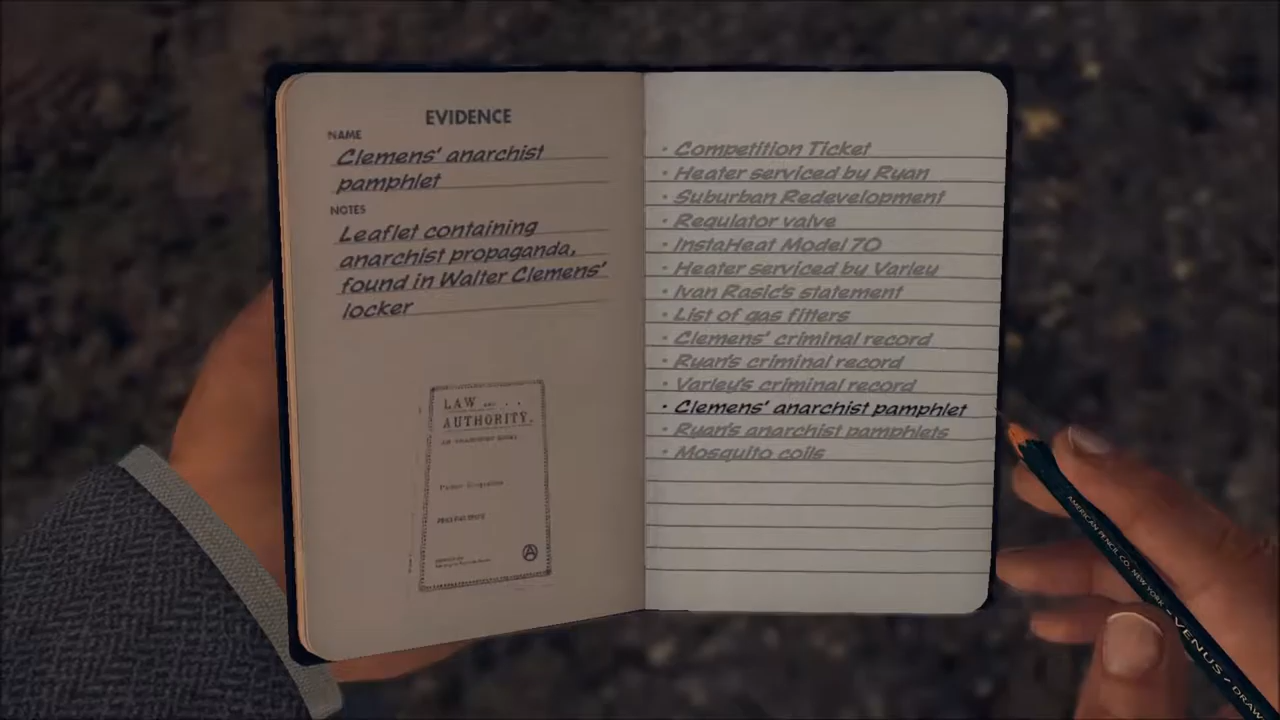 EVIDENCE
NAME
Clemens' anarchist
pamphlet
NOTES
Leaflet containing
anarchist propaganda,
found in Walter Clemens'
locker
LAW AND . .
AUTHORITY.
• Competition Ticket
• Heater serviced by Ryan
• Suburban Redevelopment
• Regulator valve
• InstaHeat Model 70
• Heater serviced by Varley
• Ivan Rasic's statement
• List of gas fitters
• Clemens' criminal record
• Ryan's criminal record
• Varley's criminal record
• Clemens' anarchist pamphlet
• Ryan's anarchist pamphlets
• Mosquito coils
AMERICAN PENCIL CO. NEW YORK - VENUS / DRAW